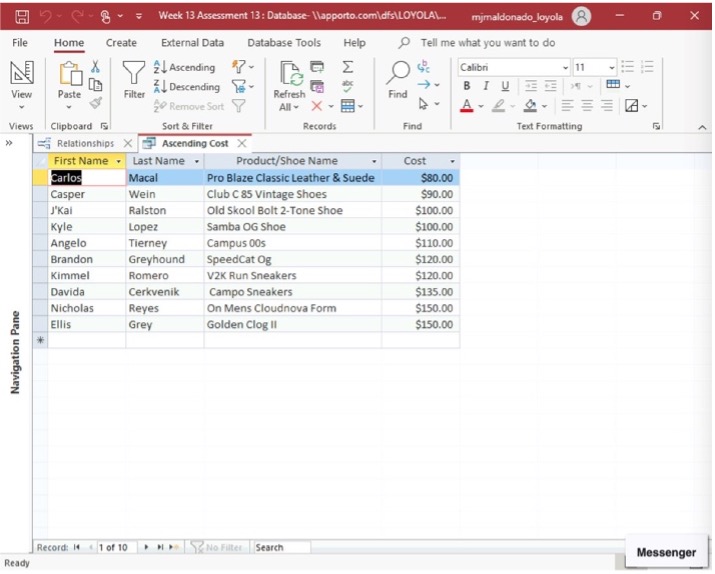 Week 13 Assessment 13 : Database- \\apporto.com\dfs\LOYOLA\... mjmaldonado_loyola
File Home Create External Data Database Tools Help Tell me what you want to do
View Paste Filter Ascending Descending Remove Sort Refresh All Find Calibri 11
B I U
A
Views Clipboard Sort & Filter Records Find Text Formatting
Relationships Ascending Cost
First Name Last Name Product/Shoe Name Cost
Carlos Macal Pro Blaze Classic Leather & Suede $80.00
Casper Wein Club C 85 Vintage Shoes $90.00
J'Kai Ralston Old Skool Bolt 2-Tone Shoe $100.00
Kyle Lopez Samba OG Shoe $100.00
Angelo Tierney Campus 00s $110.00
Brandon Greyhound SpeedCat Og $120.00
Kimmel Romero V2K Run Sneakers $120.00
Davida Cerkvenik Campo Sneakers $135.00
Nicholas Reyes On Mens Cloudnova Form $150.00
Ellis Grey Golden Clog II $150.00
Navigation Pane
Record: 1 of 10 No Filter Search
Messenger
Ready